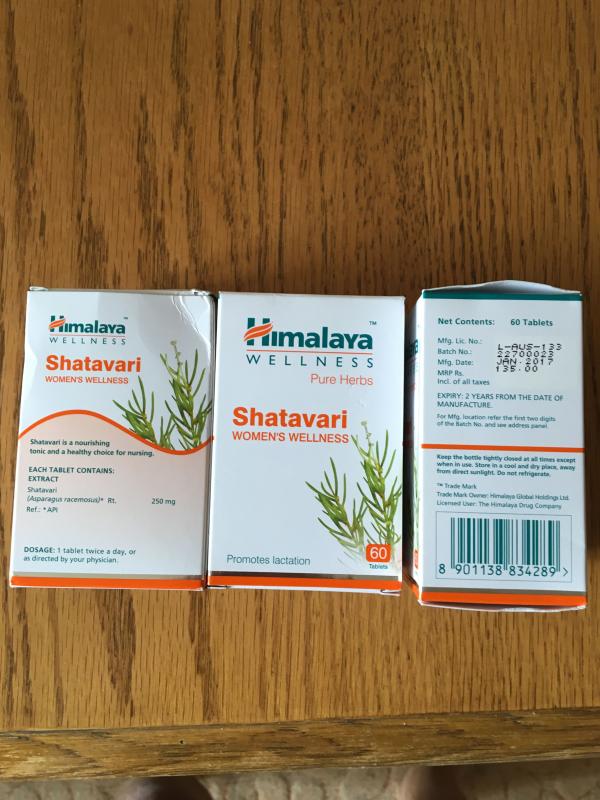 Himalaya™
WELLNESS
Shatavari
WOMEN'S WELLNESS
Shatavari is a nourishing
tonic and a healthy choice for nursing.
EACH TABLET CONTAINS:
EXTRACT
Shatavari
(Asparagus racemosus)* Rt. 250 mg
Ref.: *API
DOSAGE: 1 tablet twice a day, or
as directed by your physician.
Himalaya™
WELLNESS
Pure Herbs
Shatavari
WOMEN'S WELLNESS
Promotes lactation
60
Tablets
Net Contents: 60 Tablets
Mfg. Lic. No.: L-AUS-133
Batch No.: 22700023
Mfg. Date: JAN.2017
MRP Rs. 135.00
Incl. of all taxes
EXPIRY: 2 YEARS FROM THE DATE OF
MANUFACTURE.
For Mfg. location refer the first two digits
of the Batch No. and see address panel.
Keep the bottle tightly closed at all times except
when in use. Store in a cool and dry place, away
from direct sunlight. Do not refrigerate.
™ Trade Mark
Trade Mark Owner: Himalaya Global Holdings Ltd.
Licensed User: The Himalaya Drug Company
8 901138 834289 >